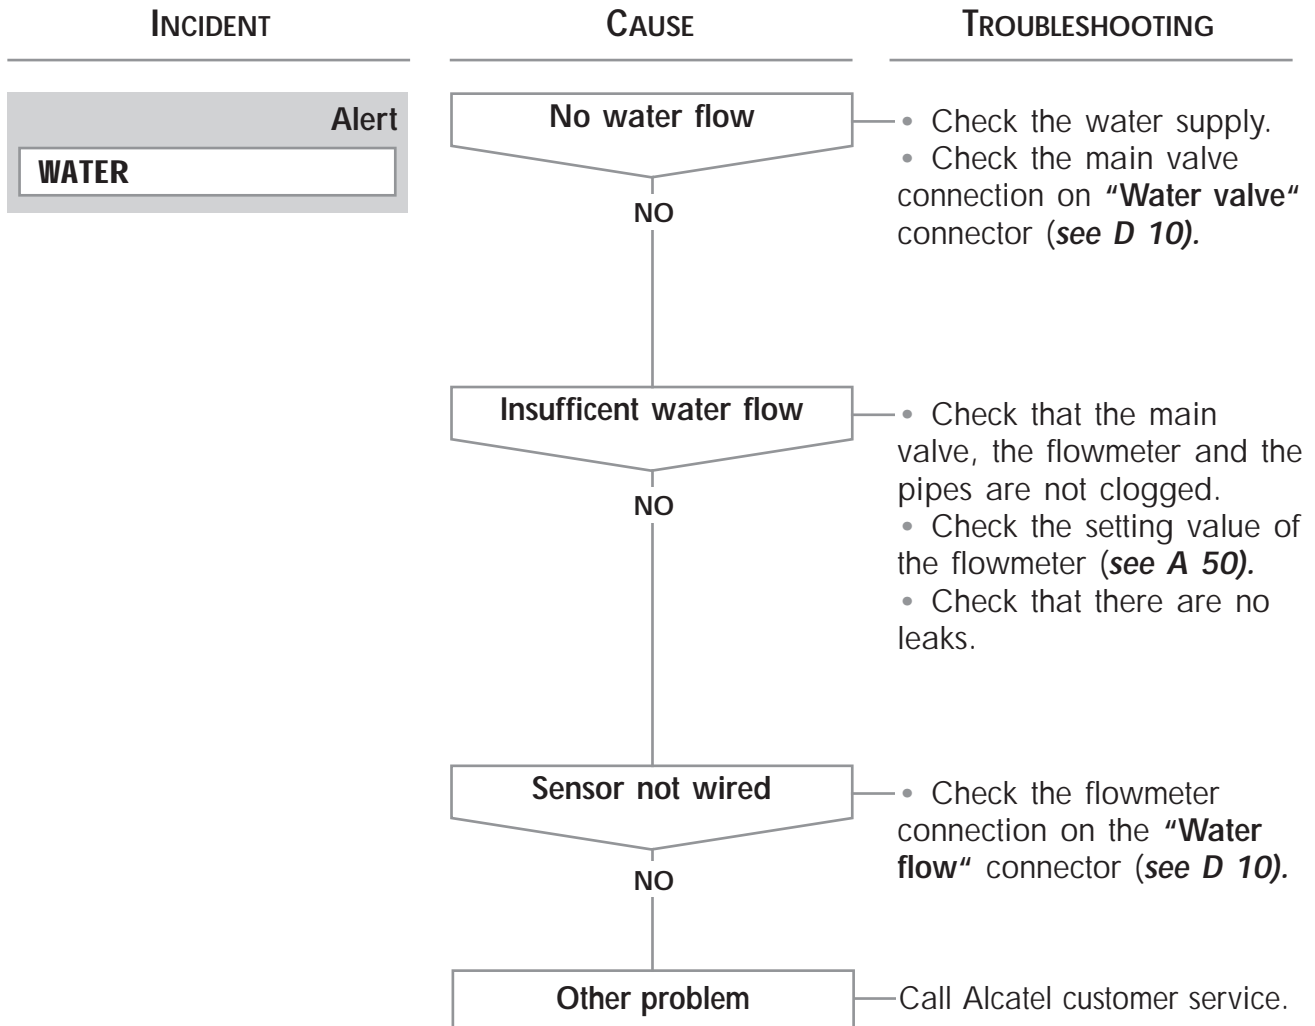 INCIDENT
CAUSE
TROUBLESHOOTING
Alert
WATER
No water flow
• Check the water supply.
• Check the main valve
connection on “Water valve“
connector (see D 10).
NO
Insufficent water flow
• Check that the main
valve, the flowmeter and the
pipes are not clogged.
• Check the setting value of
the flowmeter (see A 50).
• Check that there are no
leaks.
NO
Sensor not wired
• Check the flowmeter
connection on the “Water
flow“ connector (see D 10).
NO
Other problem
Call Alcatel customer service.